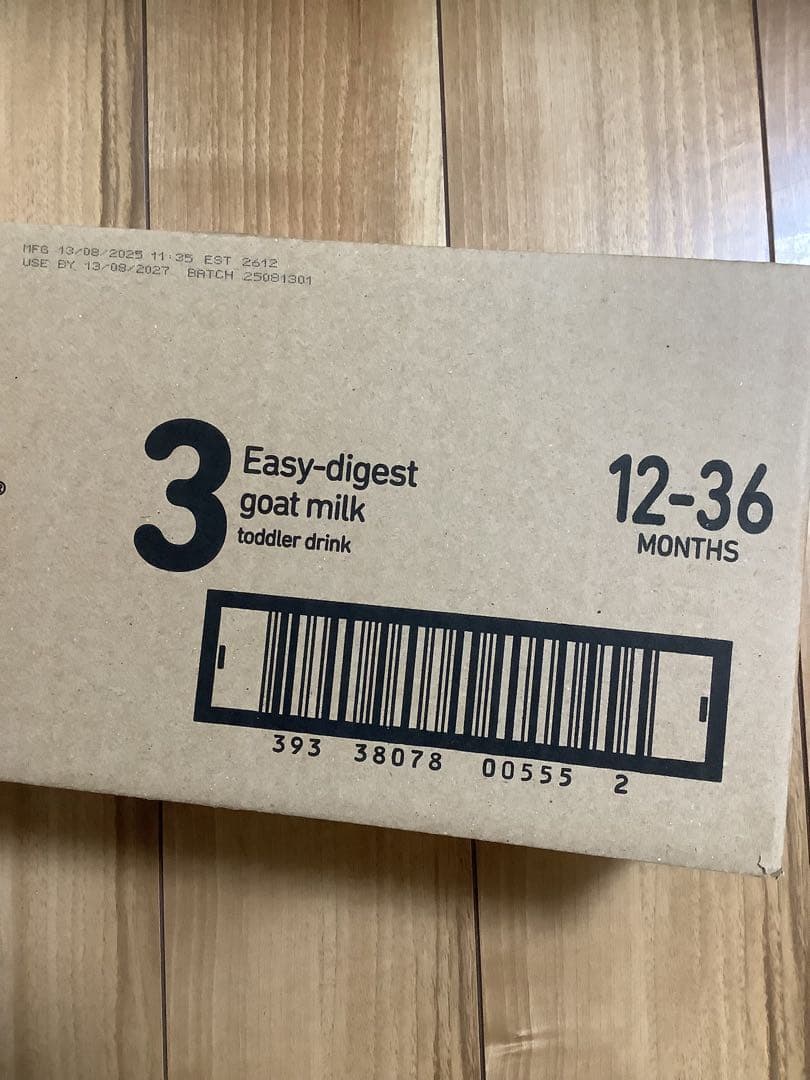 MFG 13/08/2025 11:35 EST 2612
USE BY 13/08/2027 BATCH 25081301
®
3
Easy-digest
goat milk
toddler drink
12-36
MONTHS
393 38078 00555 2